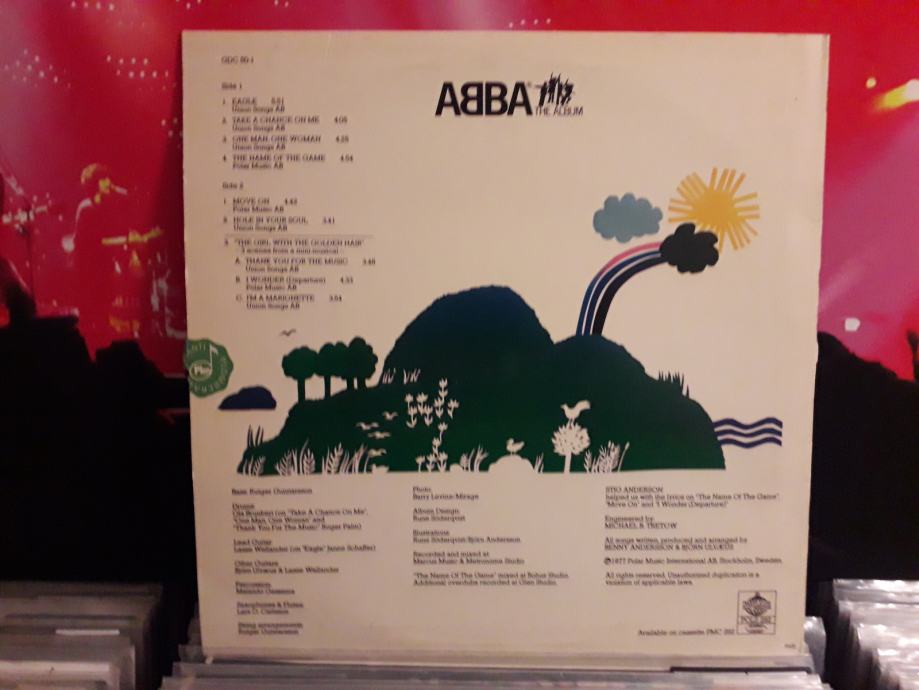 GDC 80-1
Side 1
1. EAGLE 5.51
Union Songs AB
2. TAKE A CHANCE ON ME 4.05
Union Songs AB
3. ONE MAN, ONE WOMAN 4.25
Union Songs AB
4. THE NAME OF THE GAME 4.54
Polar Music AB
Side 2
1. MOVE ON 4.42
Polar Music AB
2. HOLE IN YOUR SOUL 3.41
Union Songs AB
3. "THE GIRL WITH THE GOLDEN HAIR"
3 scenes from a mini-musical
A. THANK YOU FOR THE MUSIC 3.48
Union Songs AB
B. I WONDER (Departure) 4.33
Polar Music AB
C. I'M A MARIONETTE 3.54
Union Songs AB
ABBA
THE ALBUM
Bass: Rutger Gunnarsson
Drums
Ola Brunkert (on "Take A Chance On Me",
"One Man, One Woman" and
"Thank You For The Music" Roger Palm)
Lead Guitar
Lasse Wellander (on "Eagle" Janne Schaffer)
Other Guitars
Björn Ulvæus & Lasse Wellander
Percussion
Malando Gassama
Saxophones & Flutes
Lars O. Carlsson
String arrangements
Rutger Gunnarsson
Photo
Barry Levine-Mirage
Album Design
Rune Söderqvist
Illustrations
Rune Söderqvist/Björn Andersson
Recorded and mixed at
Marcus Music & Metronome Studio
"The Name Of The Game" mixed at Bohus Studio.
Additional overdubs recorded at Glen Studio.
STIG ANDERSON
helped us with the lyrics on "The Name Of The Game",
"Move On" and "I Wonder (Departure)"
Engineered by
MICHAEL B TRETOW
All songs written, produced and arranged by
BENNY ANDERSSON & BJÖRN ULVÆUS
℗1977 Polar Music International AB, Stockholm, Sweden.
All rights reserved. Unauthorized duplication is a
violation of applicable laws.
POLS 282
Available on cassette PMC 282